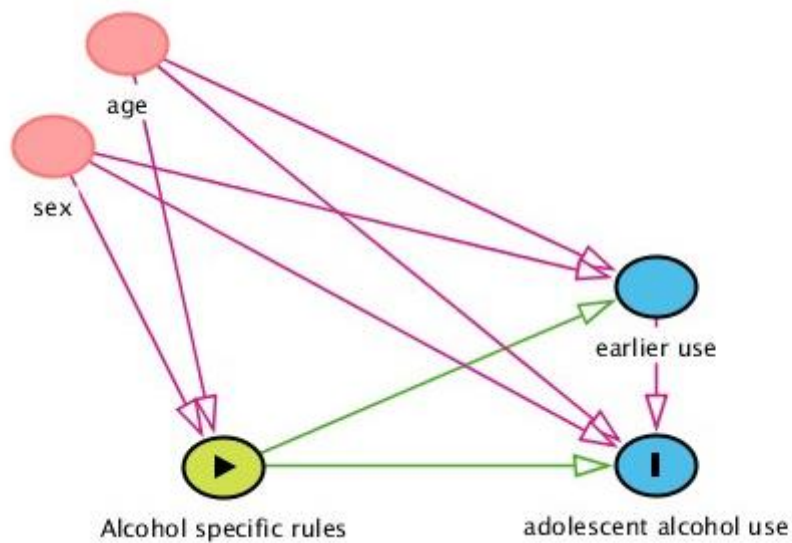 age
sex
earlier use
Alcohol specific rules
adolescent alcohol use